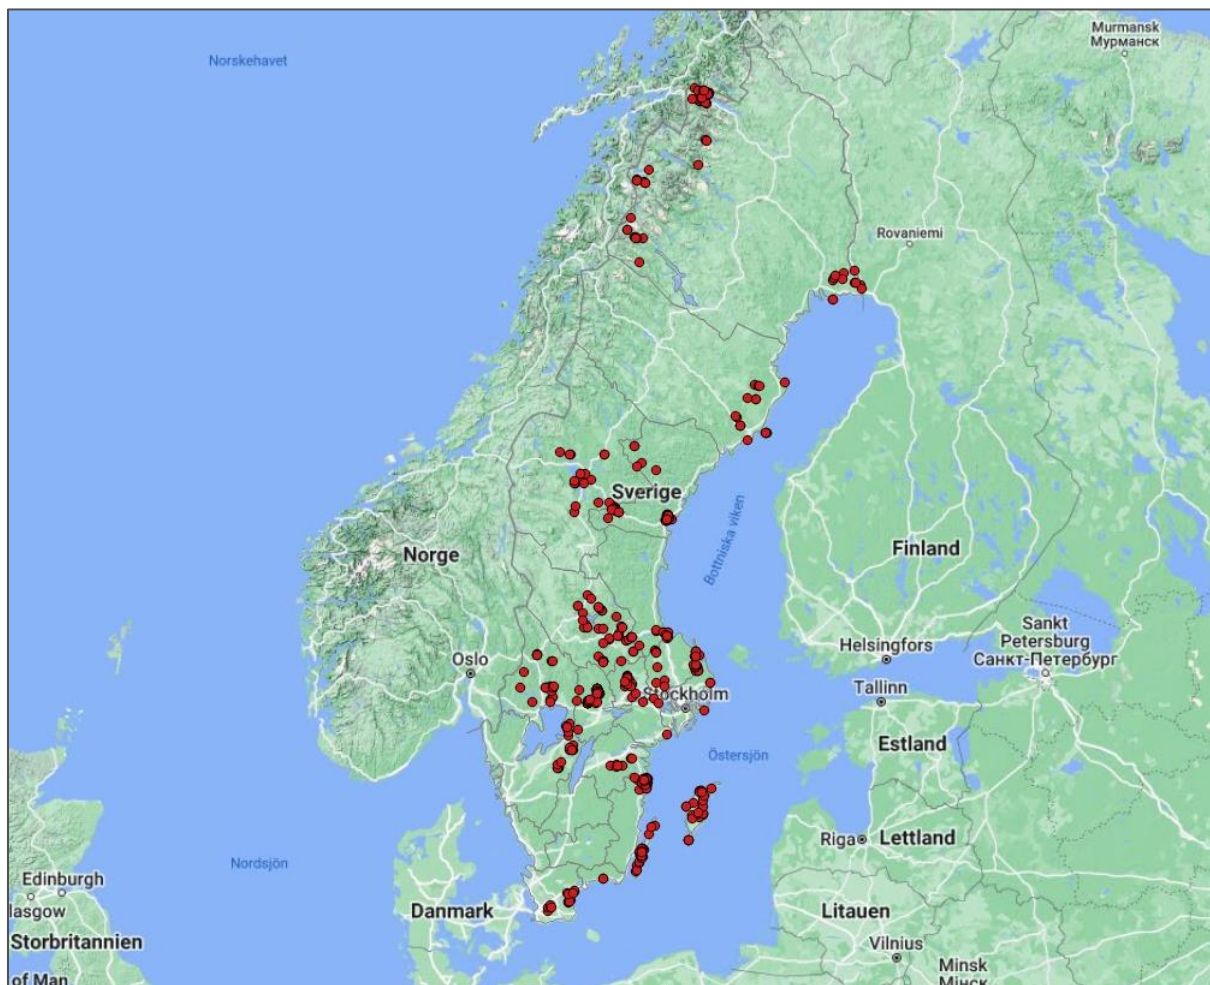 Murmansk
Мурманск
Norskehavet
Rovaniemi
Sverige
Bottniska viken
Norge
Finland
Sankt
Petersburg
Санкт-Петербург
Helsingfors
Oslo
Tallinn
Stockholm
Estland
Östersjön
Riga
Lettland
Nordsjön
Edinburgh
lasgow
Danmark
Litauen
Storbritannien
Vilnius
Minsk
Мінск
of Man